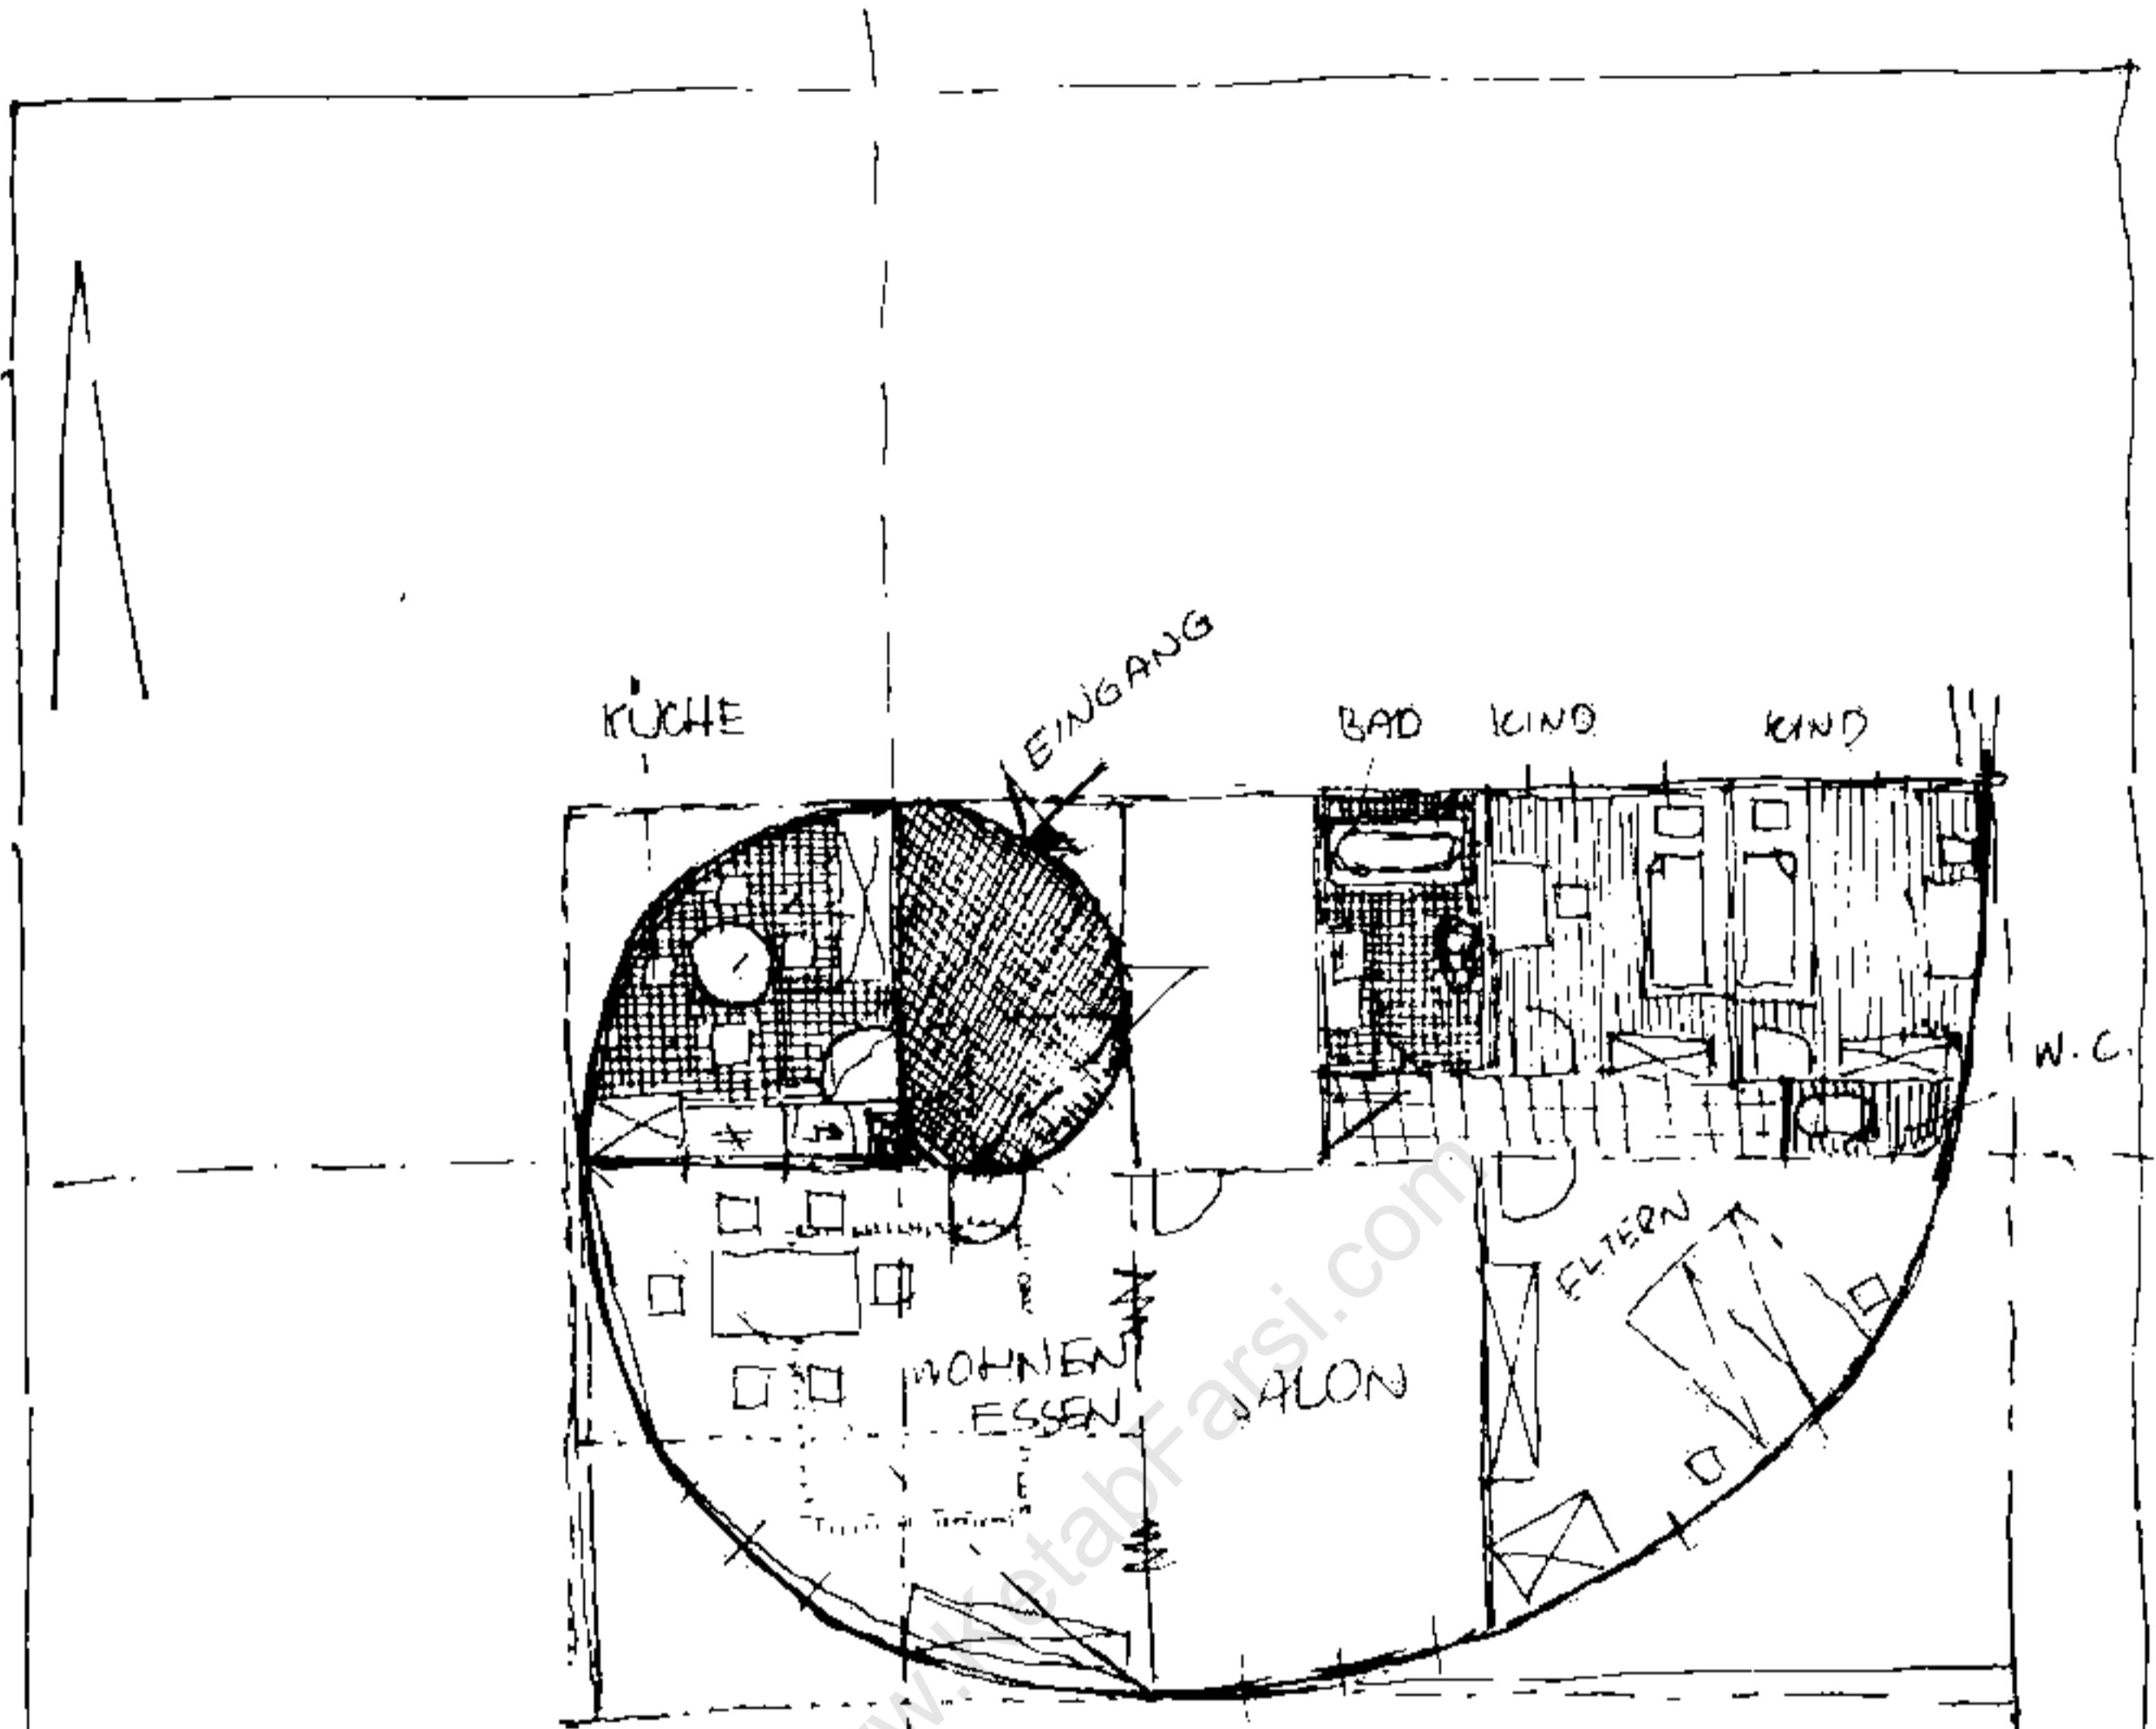 EINGANG
KÜCHE
BAD
KIND
KIND
W.C.
ELTERN
WOHNEN
ESSEN
SALON
www.KetabFarsi.com